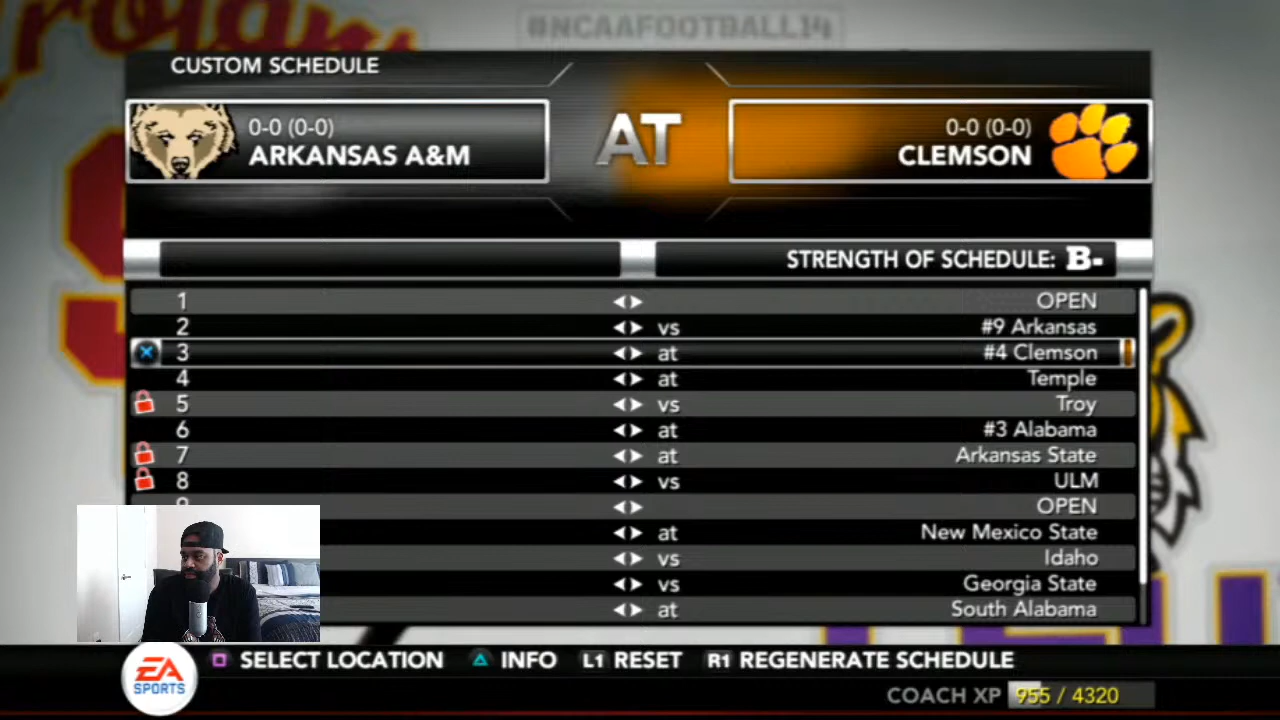 Trojans
#NCAAFOOTBALL14
CUSTOM SCHEDULE
0-0 (0-0)
ARKANSAS A&M
AT
0-0 (0-0)
CLEMSON
STRENGTH OF SCHEDULE: B-
1 OPEN
2 vs #9 Arkansas
3 at #4 Clemson
4 at Temple
5 vs Troy
6 at #3 Alabama
7 at Arkansas State
8 vs ULM
9 OPEN
at New Mexico State
vs Idaho
vs Georgia State
at South Alabama
EA
SPORTS
SELECT LOCATION INFO L1 RESET R1 REGENERATE SCHEDULE
COACH XP 955 / 4320